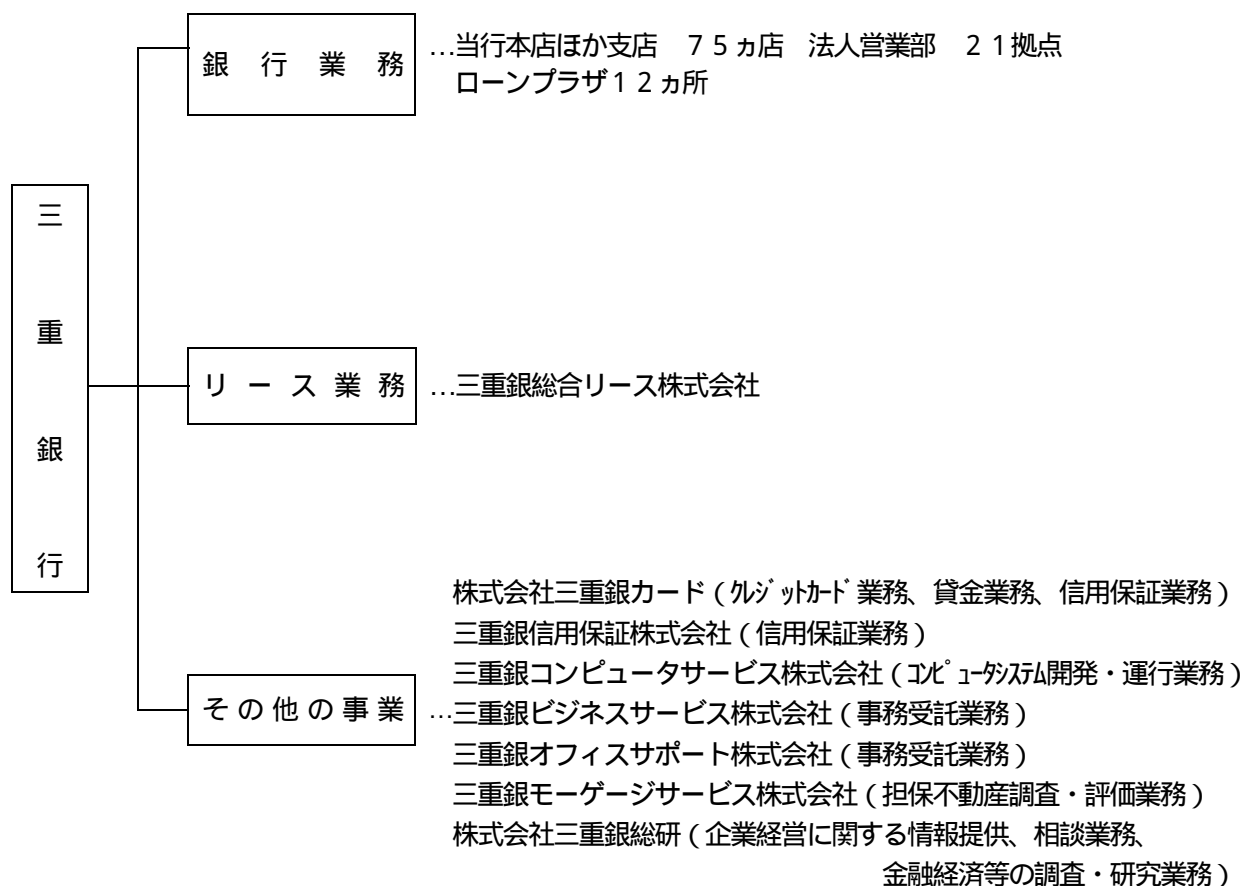 三重銀行
銀行業務
…当行本店ほか支店　７５ヵ店　法人営業部　２１拠点
ローンプラザ１２ヵ所
リース業務
…三重銀総合リース株式会社
その他の事業
株式会社三重銀カード（ｸﾚｼﾞｯﾄｶｰﾄﾞ業務、貸金業務、信用保証業務）
三重銀信用保証株式会社（信用保証業務）
三重銀コンピュータサービス株式会社（ｺﾝﾋﾟｭｰﾀｼｽﾃﾑ開発・運行業務）
…三重銀ビジネスサービス株式会社（事務受託業務）
三重銀オフィスサポート株式会社（事務受託業務）
三重銀モーゲージサービス株式会社（担保不動産調査・評価業務）
株式会社三重銀総研（企業経営に関する情報提供、相談業務、
金融経済等の調査・研究業務）